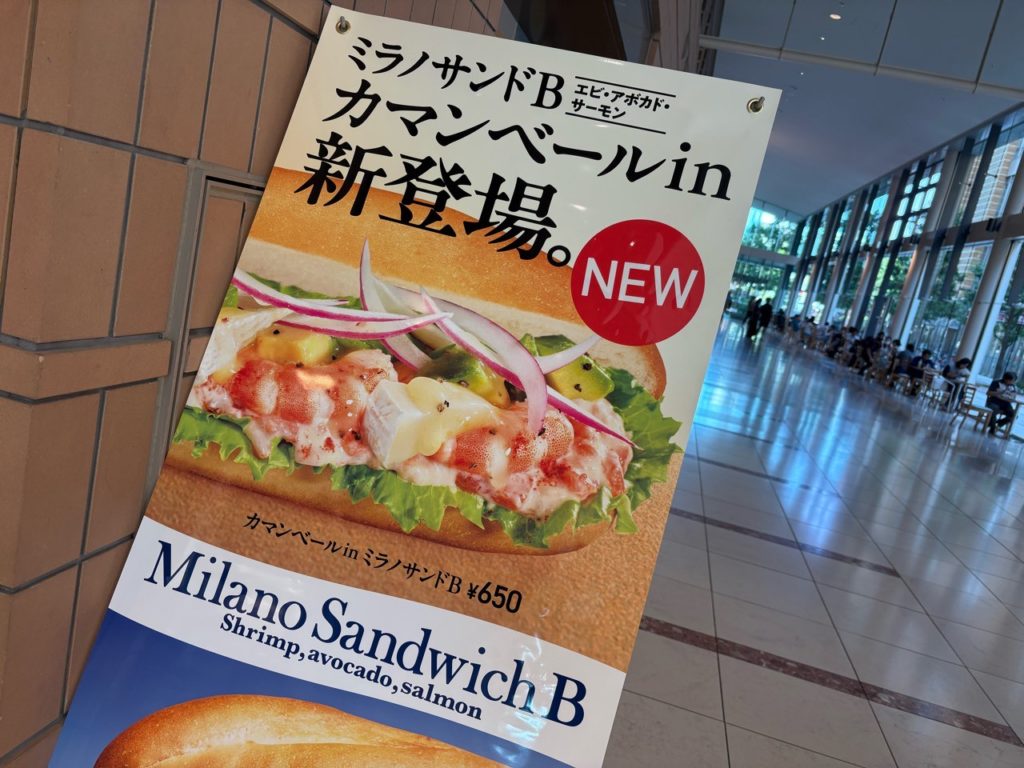 ミラノサンドB エビ・アボカド・
サーモン
カマンベールin
新登場。
NEW
カマンベールin ミラノサンドB ¥650
Milano Sandwich B
Shrimp, avocado, salmon